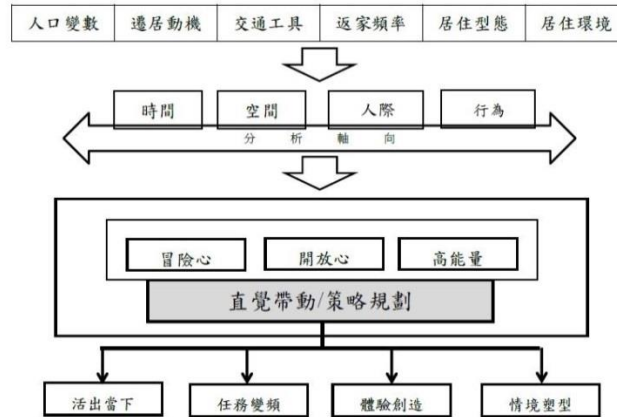 人口變數 遷居動機 交通工具 返家頻率 居住型態 居住環境
時間 空間 人際 行為
分析軸向
冒險心 開放心 高能量
直覺帶動/策略規劃
活出當下 任務變頻 體驗創造 情境塑型